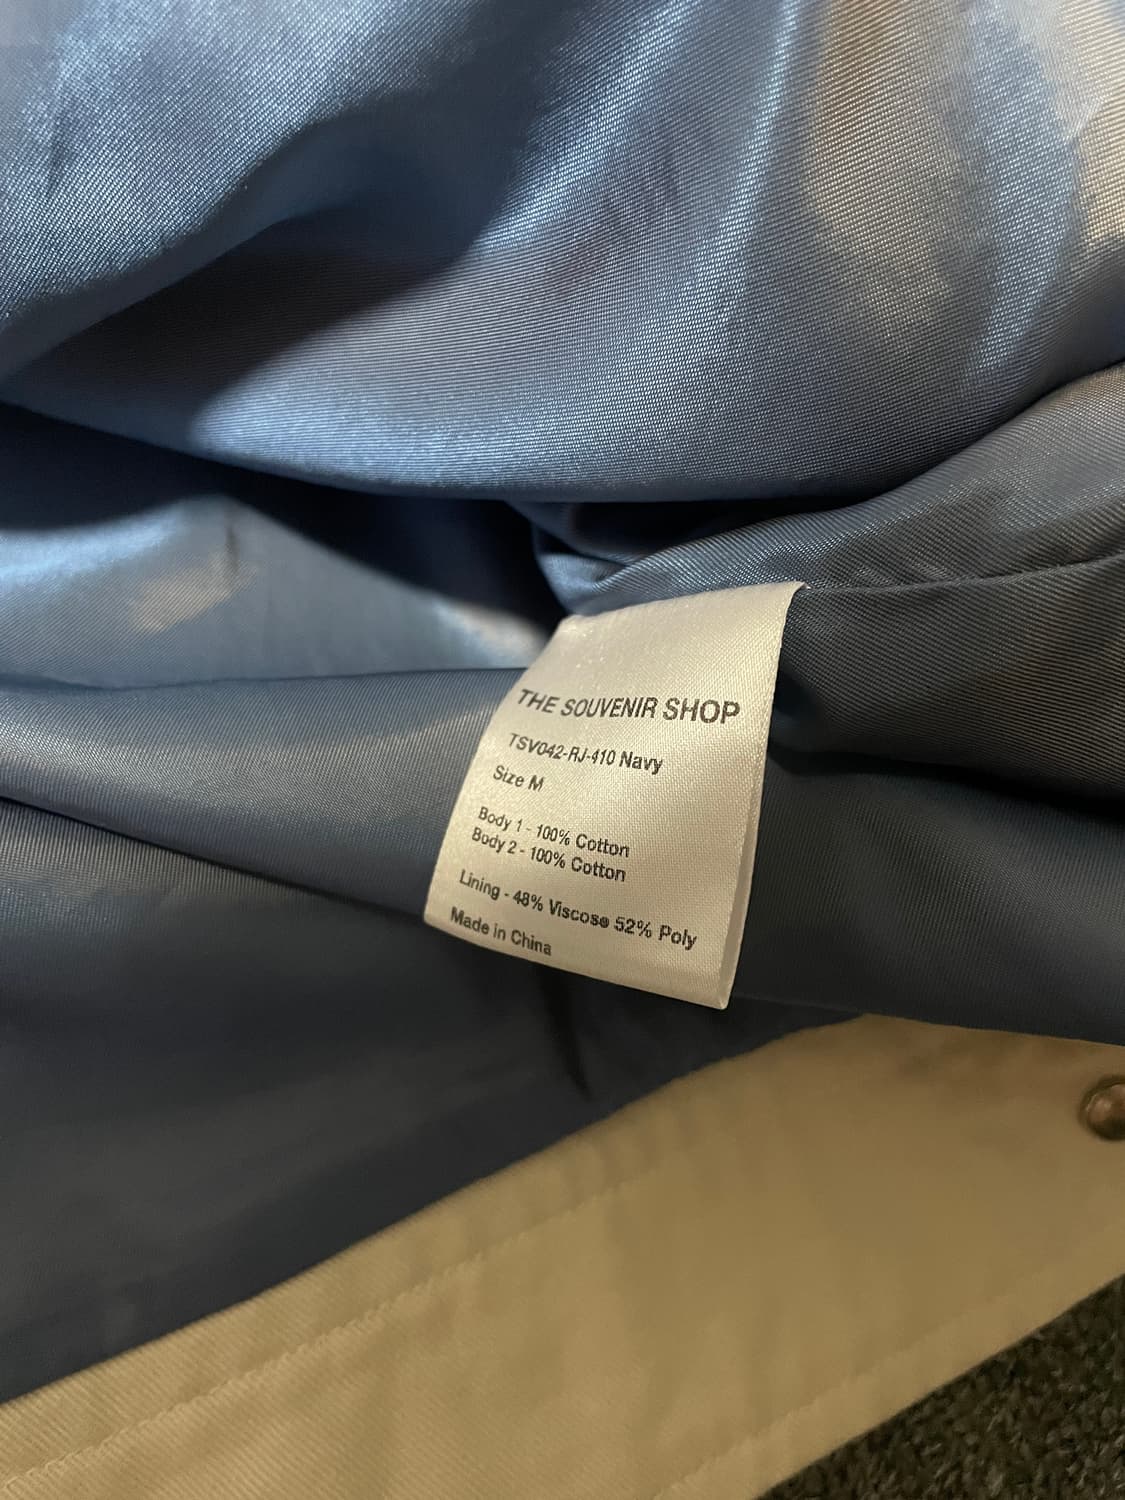 THE SOUVENIR SHOP
TSV042-RJ-410 Navy
Size M
Body 1 - 100% Cotton
Body 2 - 100% Cotton
Lining - 48% Viscose 52% Poly
Made in China